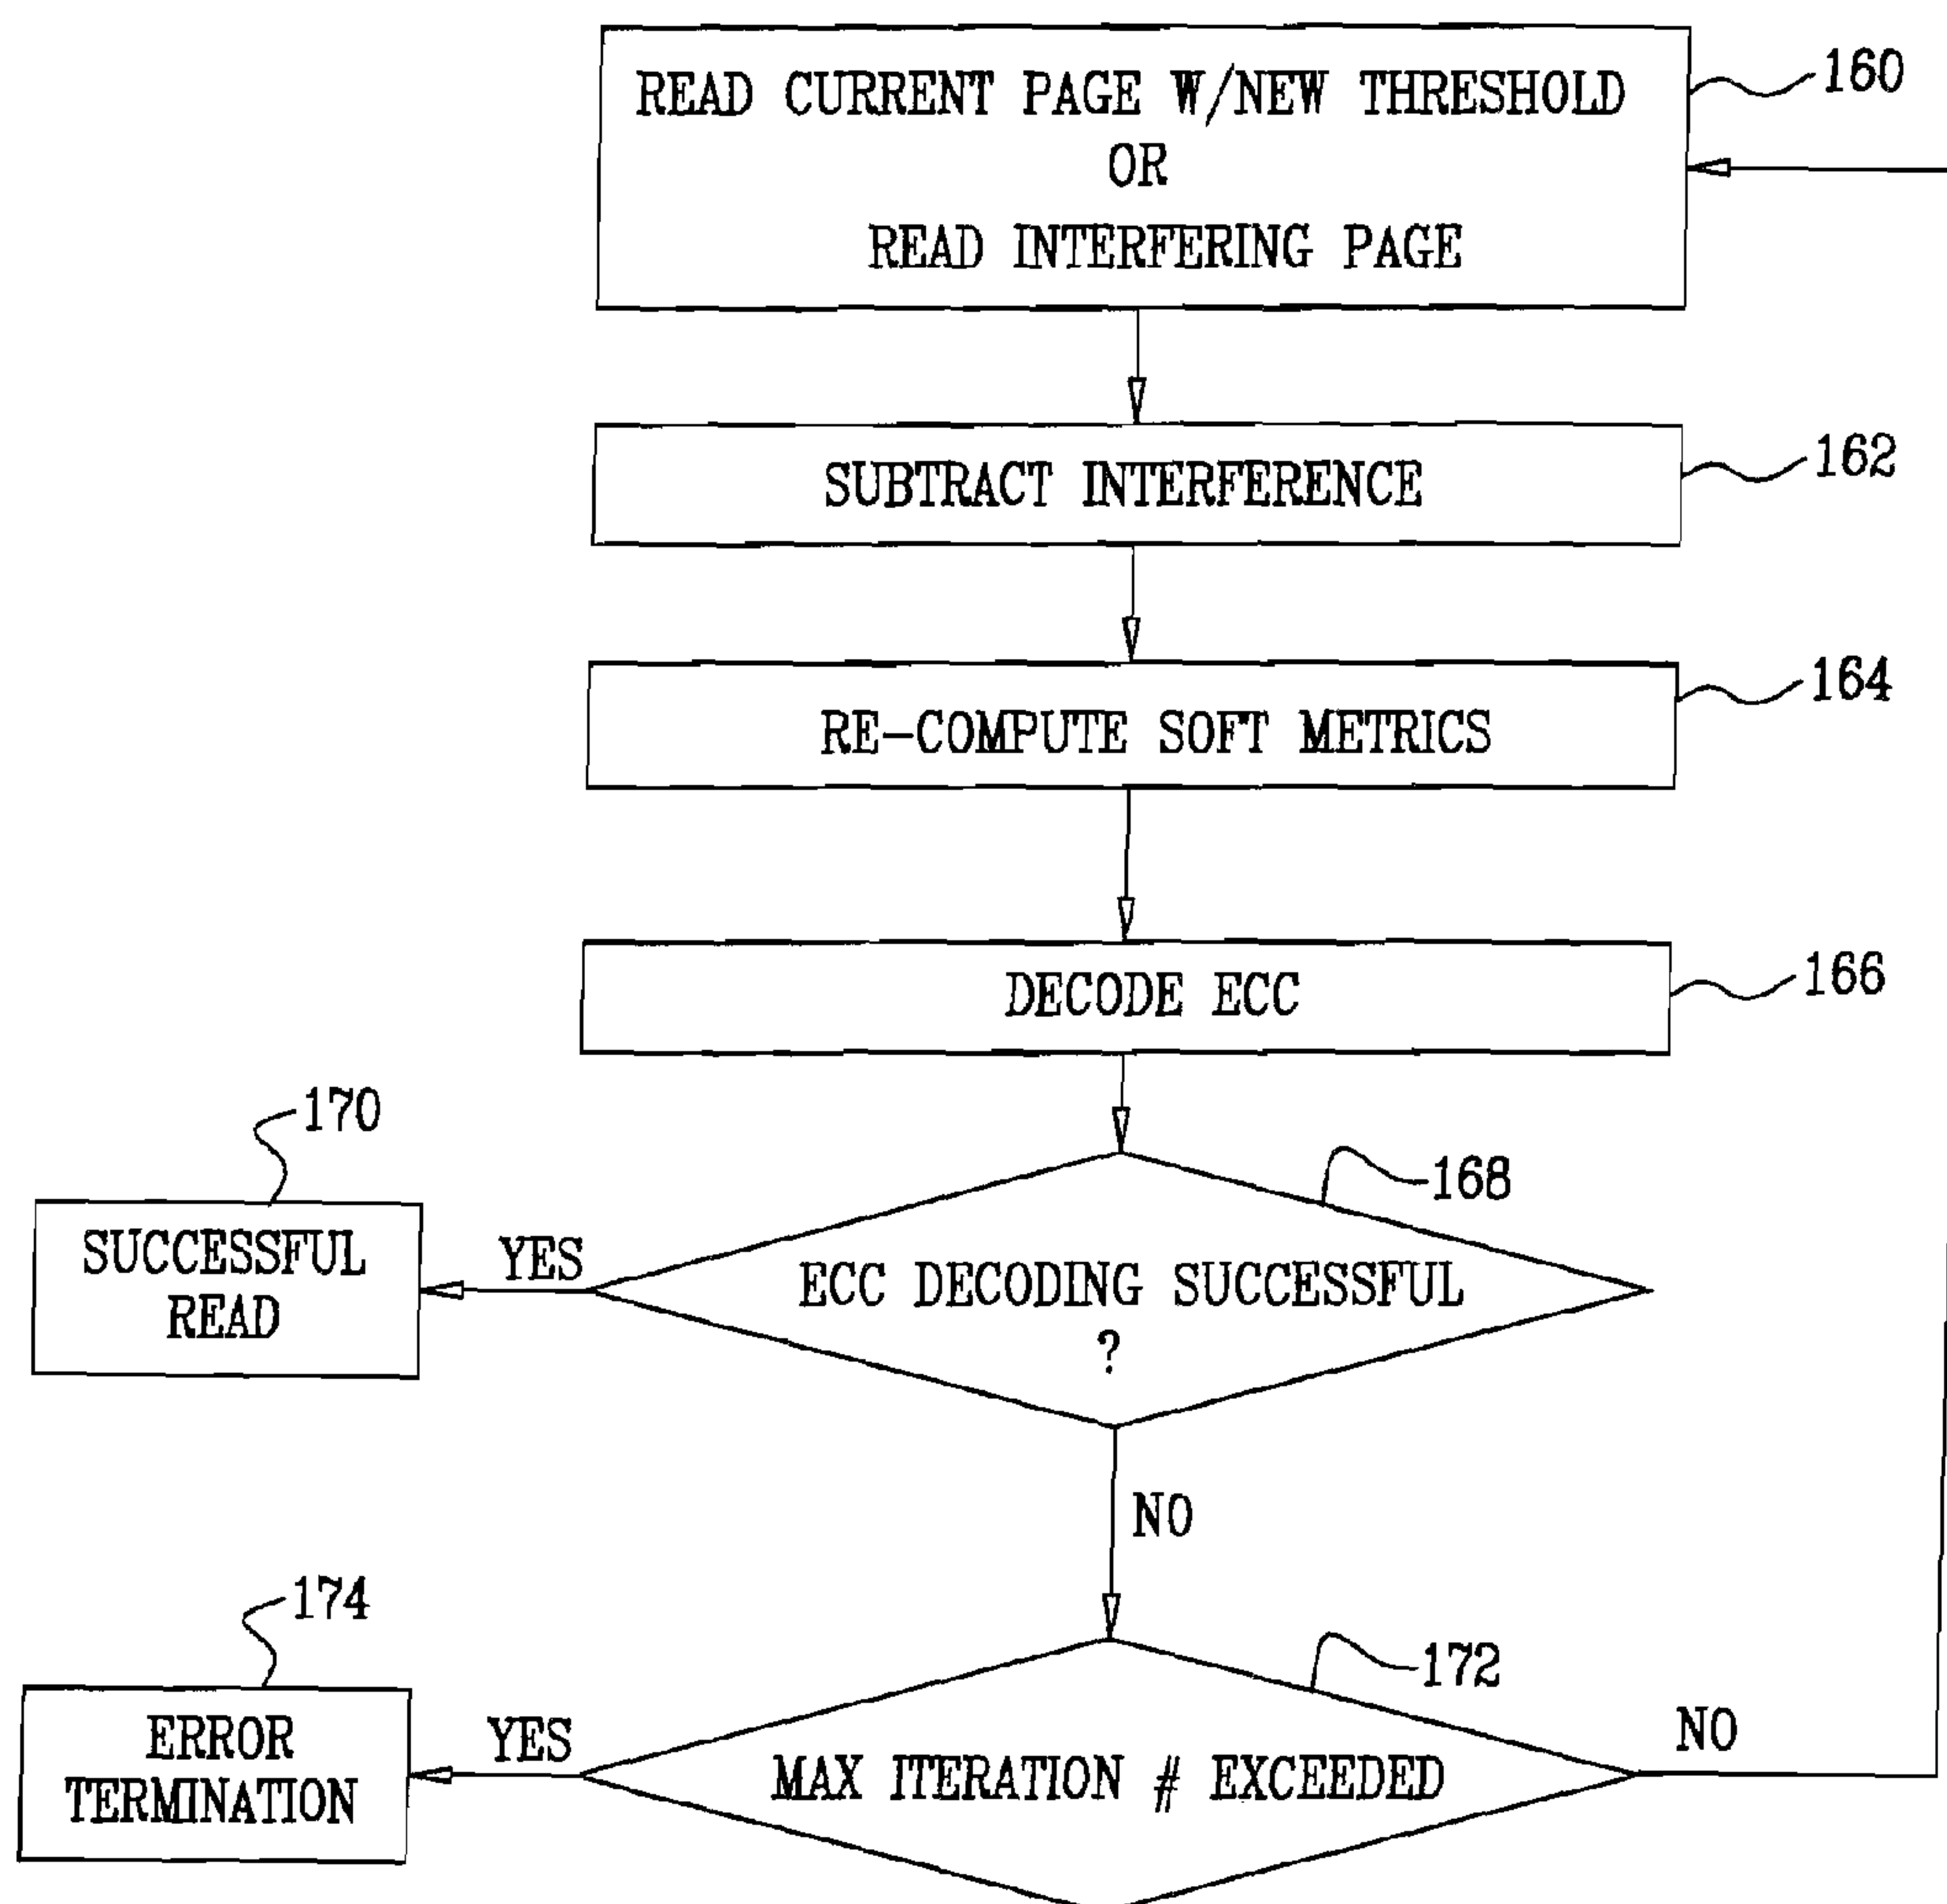 READ CURRENT PAGE W/NEW THRESHOLD
OR
READ INTERFERING PAGE
160
SUBTRACT INTERFERENCE
162
RE-COMPUTE SOFT METRICS
164
DECODE ECC
166
170
168
SUCCESSFUL
READ
YES
ECC DECODING SUCCESSFUL
?
NO
174
172
ERROR
TERMINATION
YES
MAX ITERATION # EXCEEDED
NO